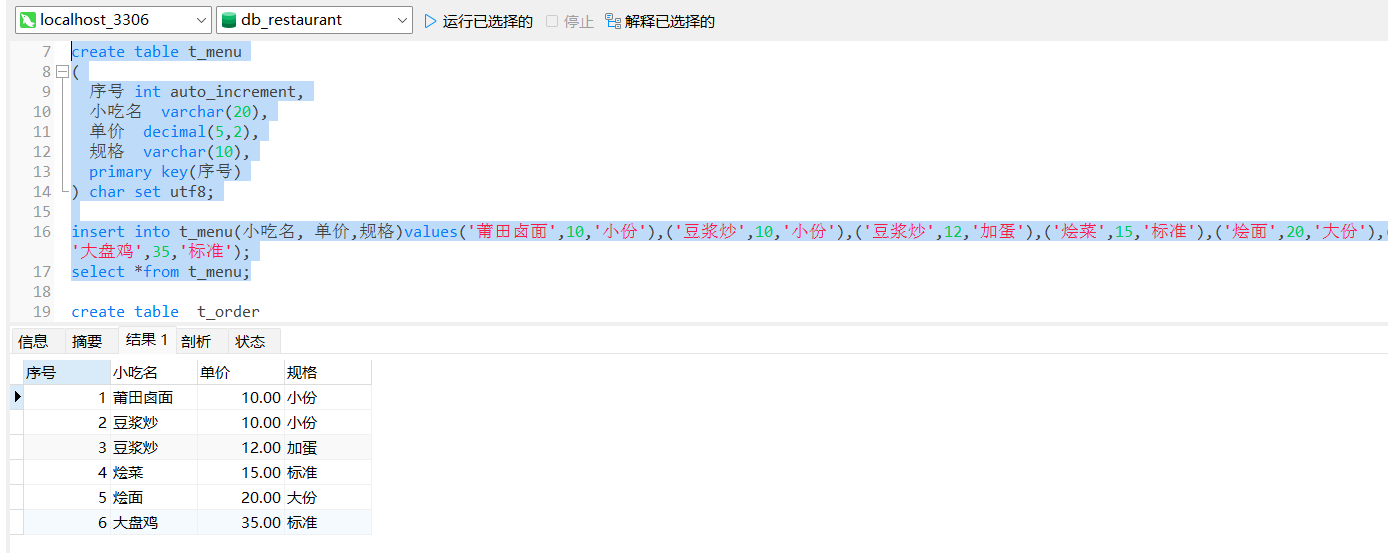 localhost_3306 db_restaurant 运行已选择的 停止 解释已选择的
7 create table t_menu
8 (
9 序号 int auto_increment,
10 小吃名 varchar(20),
11 单价 decimal(5,2),
12 规格 varchar(10),
13 primary key(序号)
14 ) char set utf8;
15
16 insert into t_menu(小吃名, 单价,规格)values('莆田卤面',10,'小份'),('豆浆炒',10,'小份'),('豆浆炒',12,'加蛋'),('烩菜',15,'标准'),('烩面',20,'大份'),(
'大盘鸡',35,'标准');
17 select *from t_menu;
18
19 create table t_order
信息 摘要 结果 1 剖析 状态
序号 小吃名 单价 规格
1 莆田卤面 10.00 小份
2 豆浆炒 10.00 小份
3 豆浆炒 12.00 加蛋
4 烩菜 15.00 标准
5 烩面 20.00 大份
6 大盘鸡 35.00 标准